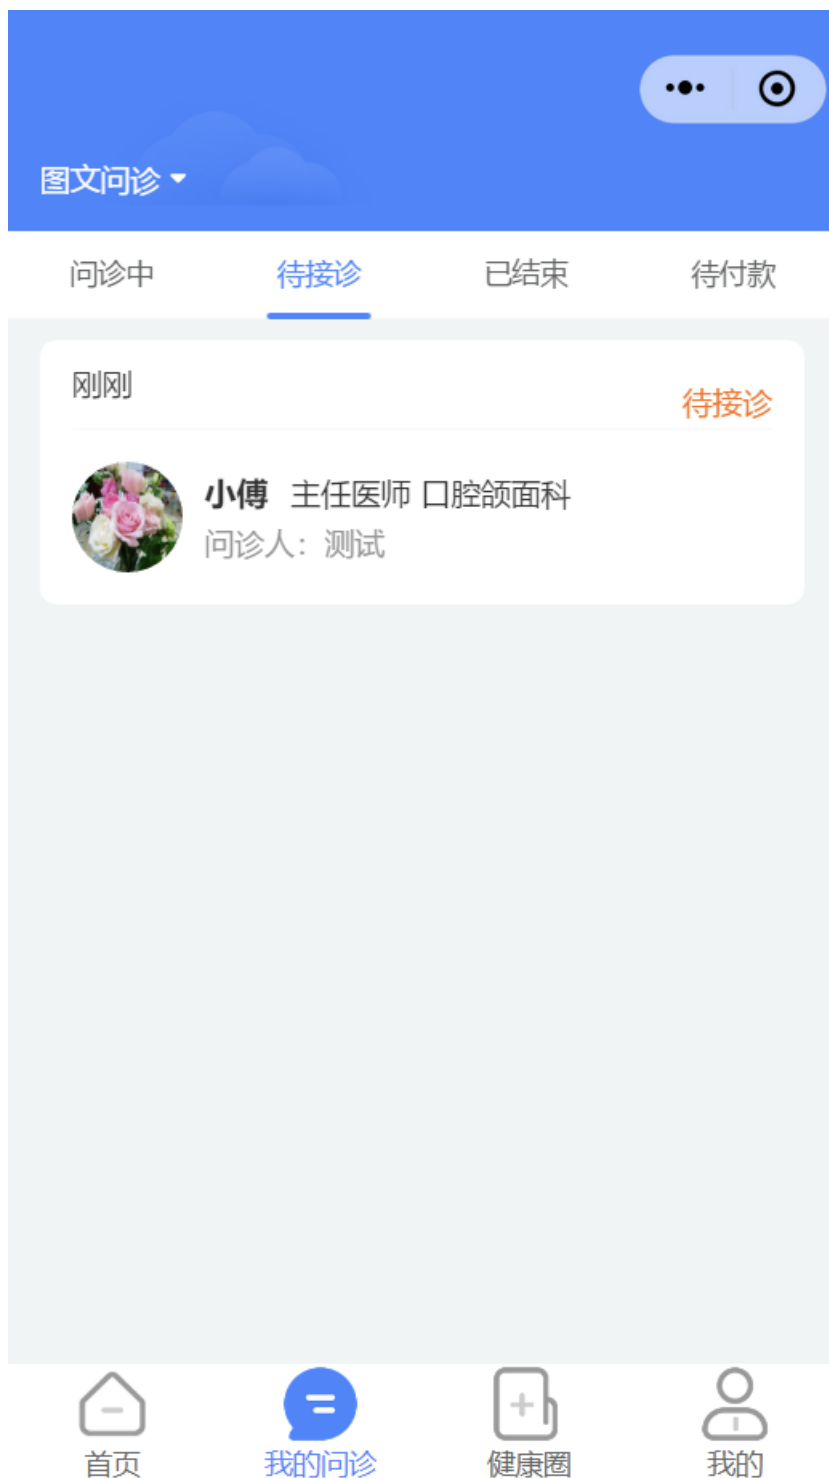 图文问诊
问诊中 待接诊 已结束 待付款
刚刚
待接诊
小傅 主任医师 口腔颌面科
问诊人：测试
首页 我的问诊 健康圈 我的